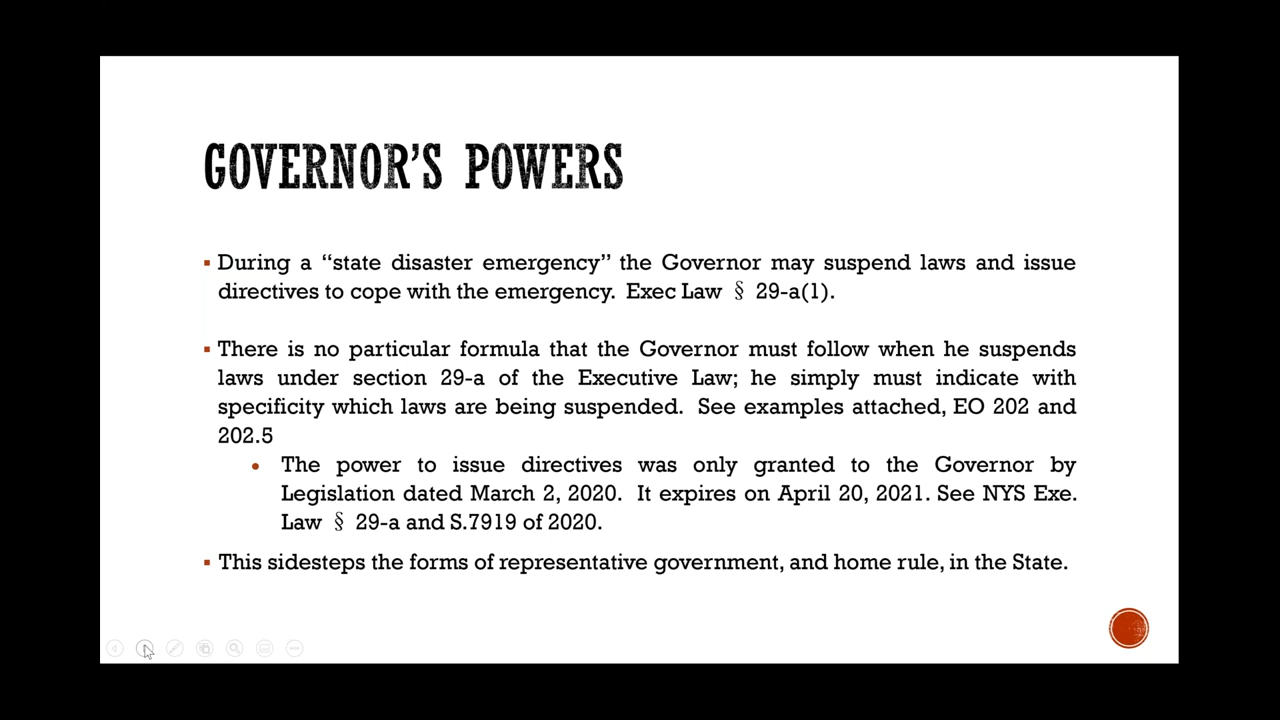 GOVERNOR'S POWERS
▪ During a “state disaster emergency” the Governor may suspend laws and issue
directives to cope with the emergency.  Exec Law § 29-a(1).
▪ There is no particular formula that the Governor must follow when he suspends
laws under section 29-a of the Executive Law; he simply must indicate with
specificity which laws are being suspended.  See examples attached, EO 202 and
202.5
• The power to issue directives was only granted to the Governor by
Legislation dated March 2, 2020.  It expires on April 20, 2021. See NYS Exe.
Law § 29-a and S.7919 of 2020.
▪ This sidesteps the forms of representative government, and home rule, in the State.